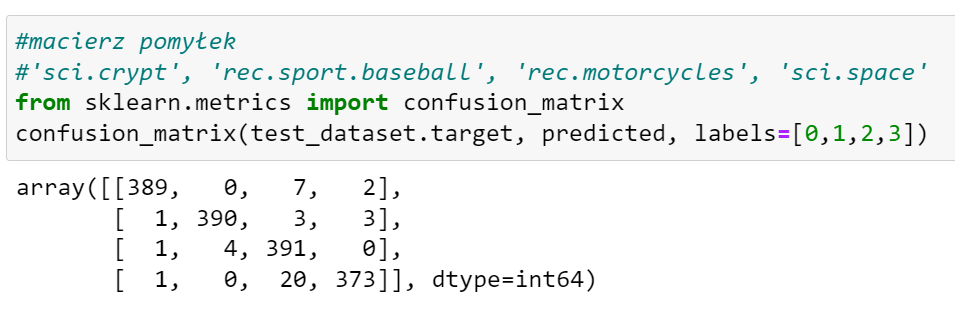 #macierz pomyłek
#'sci.crypt', 'rec.sport.baseball', 'rec.motorcycles', 'sci.space'
from sklearn.metrics import confusion_matrix
confusion_matrix(test_dataset.target, predicted, labels=[0,1,2,3])
array([[389,   0,   7,   2],
       [  1, 390,   3,   3],
       [  1,   4, 391,   0],
       [  1,   0,  20, 373]], dtype=int64)